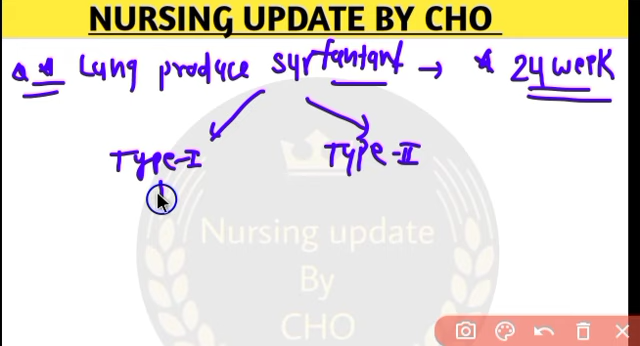 NURSING UPDATE BY CHO
Lung produce surfantant → * 24 week
Type-I Type-II
Nursing update
By
CHO